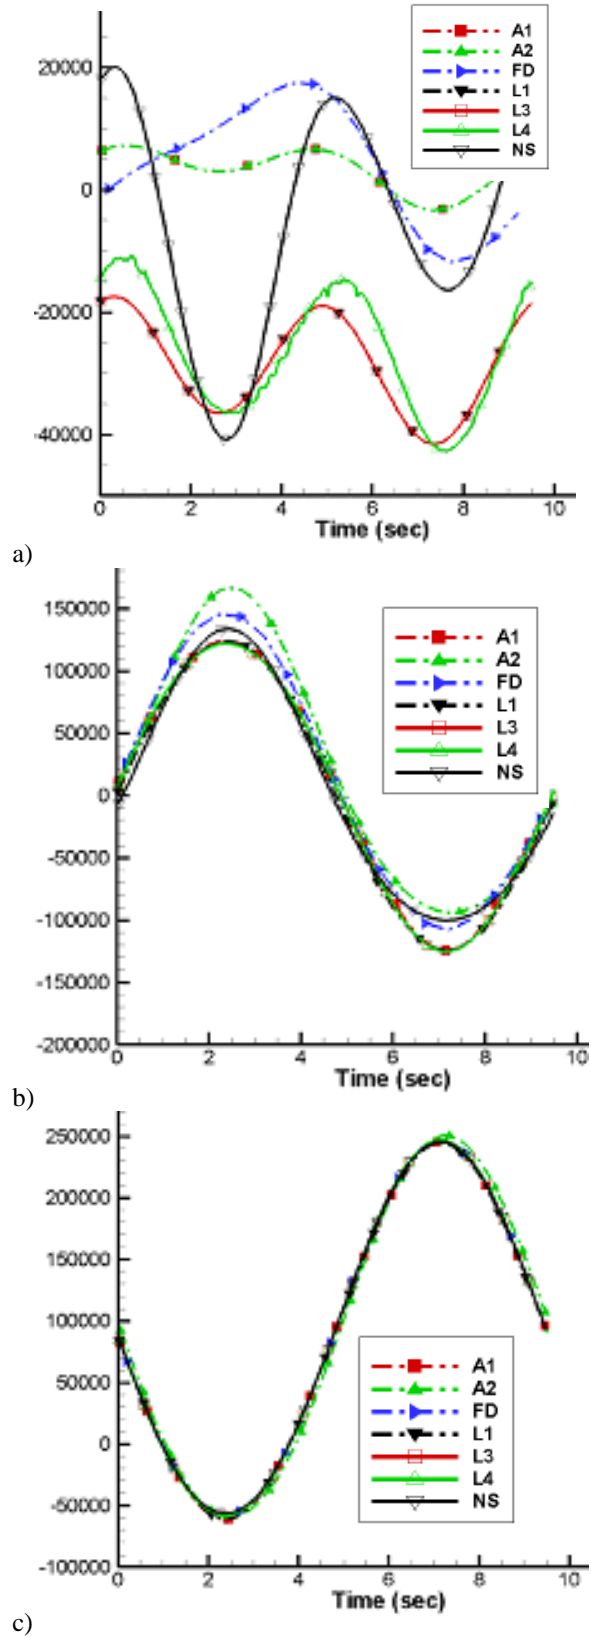 A1
A2
FD
L1
L3
L4
NS
20000
0
-20000
-40000
0 2 4 6 8 10
Time (sec)
a)
150000
100000
50000
0
-50000
-100000
-150000
-200000
A1
A2
FD
L1
L3
L4
NS
0 2 4 6 8 10
Time (sec)
b)
250000
200000
150000
100000
50000
0
-50000
-100000
A1
A2
FD
L1
L3
L4
NS
0 2 4 6 8 10
Time (sec)
c)